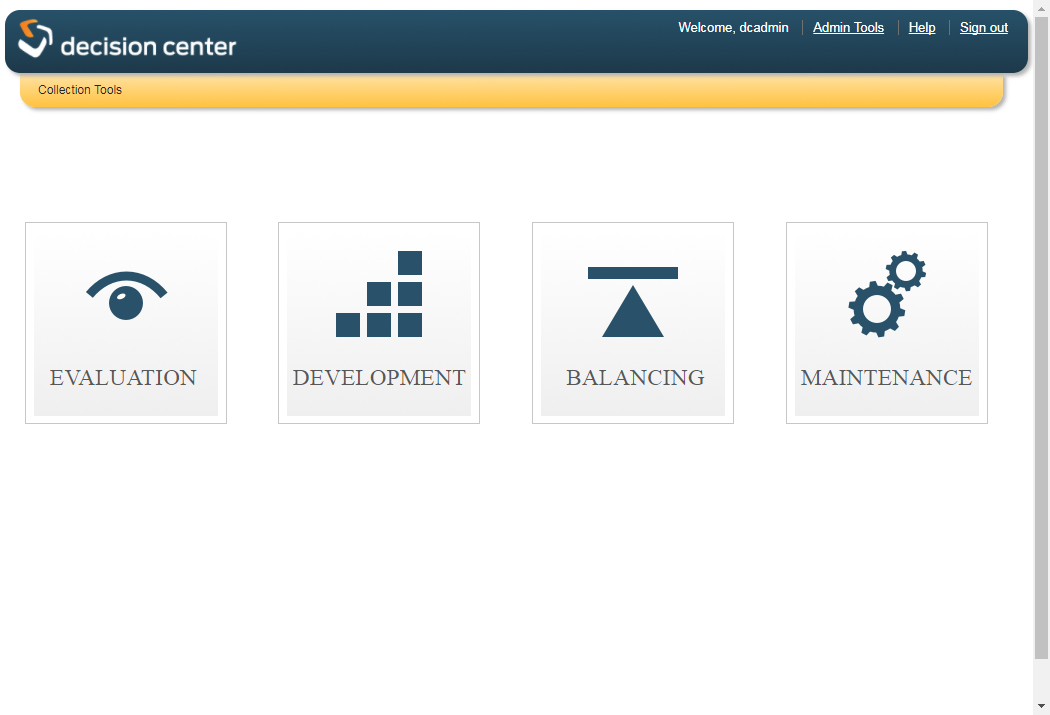 decision center
Welcome, dcadmin
Admin Tools
Help
Sign out
Collection Tools
EVALUATION
DEVELOPMENT
BALANCING
MAINTENANCE